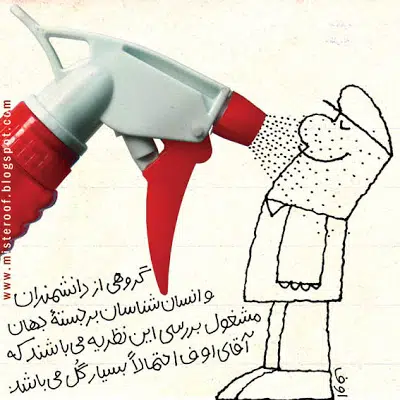 گروهی از دانشمندان
و انسان شناسان برجستهٔ جهان
مشغول بررسی این نظریه می باشند که
آقای اوف احتمالاً بسیار گل می باشد
اوف
www.misteroof.blogspot.com